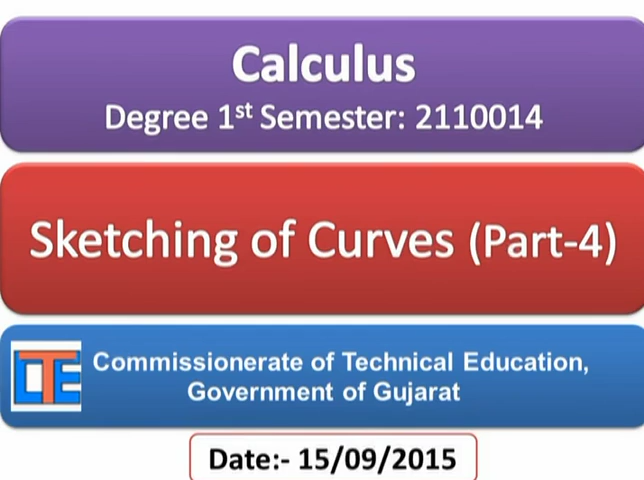 Calculus
Degree 1st Semester: 2110014
Sketching of Curves (Part-4)
CTE
Commissionerate of Technical Education,
Government of Gujarat
Date:- 15/09/2015